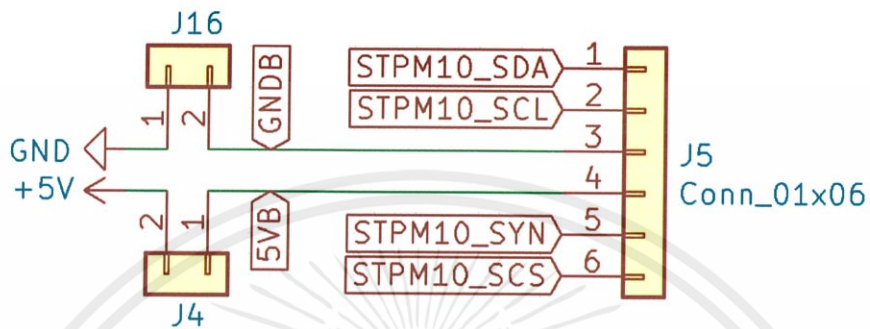 J16
1
2
GNDB
STPM10_SDA
1
STPM10_SCL
2
GND
3
J5
+5V
4
Conn_01x06
2
1
5VB
STPM10_SYN
5
STPM10_SCS
6
J4